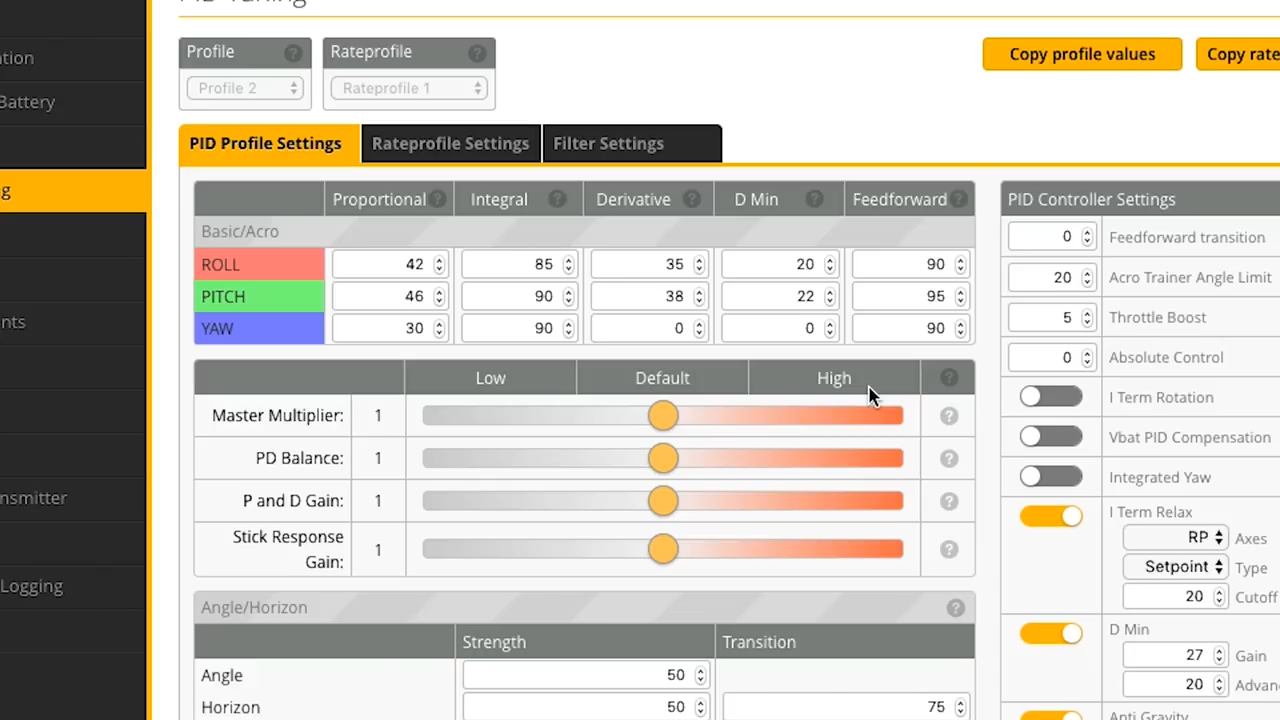 Profile
Rateprofile
Profile 2
Rateprofile 1
Copy profile values
Copy rate
tion
Battery
g
nts
nsmitter
Logging
PID Profile Settings
Rateprofile Settings
Filter Settings
Proportional Integral Derivative D Min Feedforward
Basic/Acro
ROLL 42 85 35 20 90
PITCH 46 90 38 22 95
YAW 30 90 0 0 90
Low Default High
Master Multiplier: 1
PD Balance: 1
P and D Gain: 1
Stick Response
Gain: 1
Angle/Horizon
Strength Transition
Angle 50
Horizon 50 75
PID Controller Settings
0 Feedforward transition
20 Acro Trainer Angle Limit
5 Throttle Boost
0 Absolute Control
I Term Rotation
Vbat PID Compensation
Integrated Yaw
I Term Relax
RP Axes
Setpoint Type
20 Cutoff
D Min
27 Gain
20 Advan
Anti Gravity